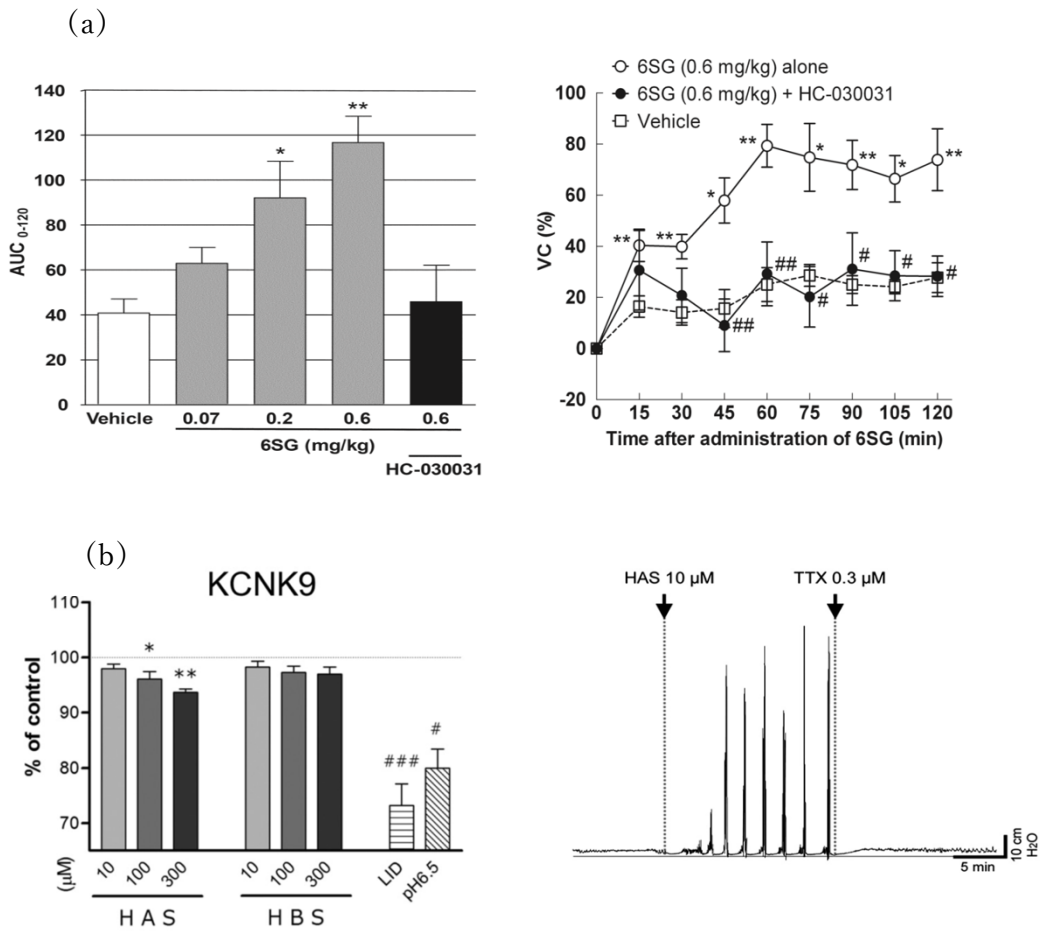 (a)
140
120
100
80
60
40
20
0
AUC 0-120
*
**
Vehicle 0.07 0.2 0.6 0.6
6SG (mg/kg)
HC-030031
6SG (0.6 mg/kg) alone
6SG (0.6 mg/kg) + HC-030031
Vehicle
100
80
60
40
20
0
-20
VC (%)
** ** * ** * ** * **
## ## # # # #
0 15 30 45 60 75 90 105 120
Time after administration of 6SG (min)
(b)
KCNK9
110
100
90
80
70
% of control
* **
### #
(μM) 10 100 300 10 100 300 LID pH6.5
HAS HBS
HAS 10 μM TTX 0.3 μM
10 cm
H2O
5 min